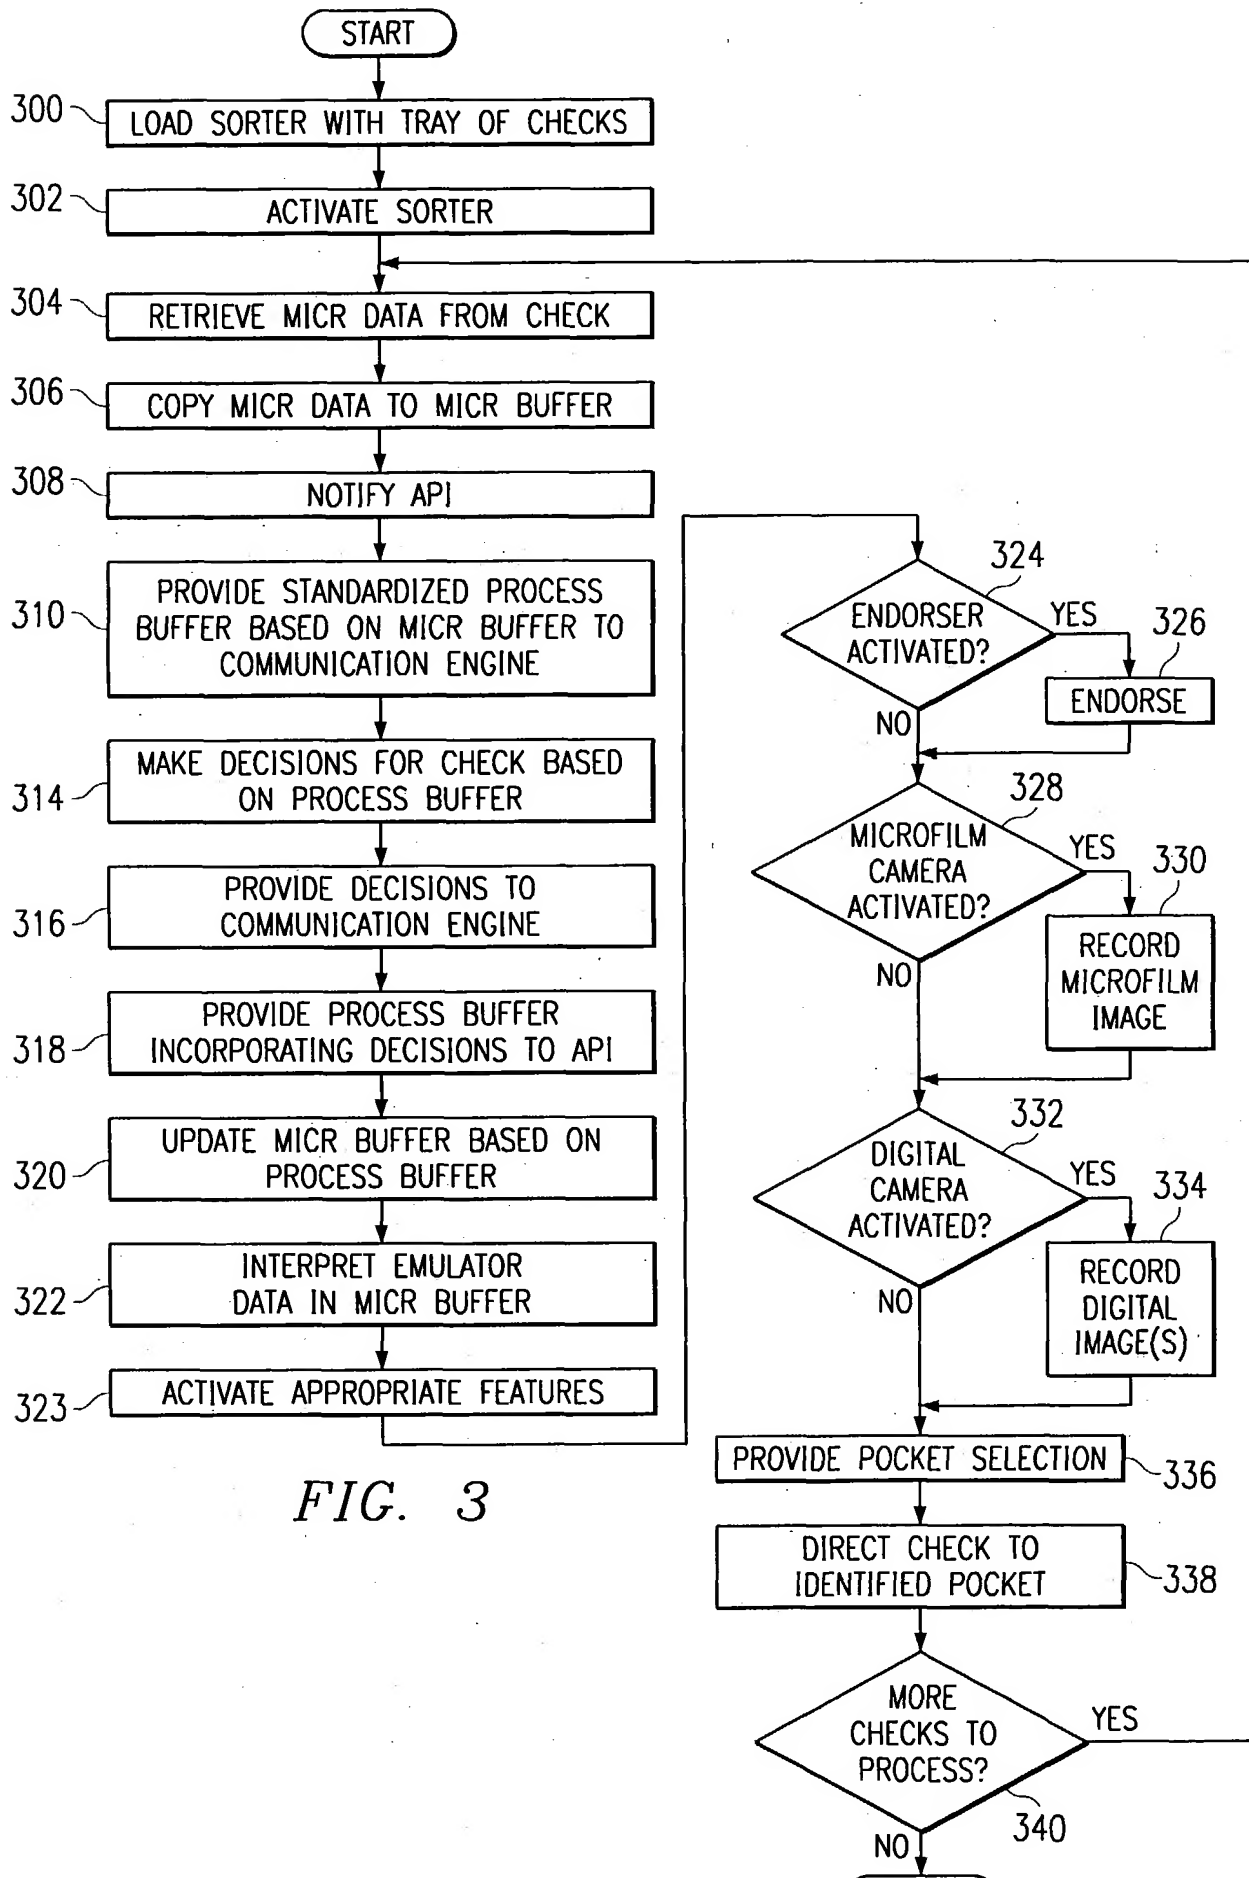 START
300
LOAD SORTER WITH TRAY OF CHECKS
302
ACTIVATE SORTER
304
RETRIEVE MICR DATA FROM CHECK
306
COPY MICR DATA TO MICR BUFFER
308
NOTIFY API
310
PROVIDE STANDARDIZED PROCESS
BUFFER BASED ON MICR BUFFER TO
COMMUNICATION ENGINE
314
MAKE DECISIONS FOR CHECK BASED
ON PROCESS BUFFER
316
PROVIDE DECISIONS TO
COMMUNICATION ENGINE
318
PROVIDE PROCESS BUFFER
INCORPORATING DECISIONS TO API
320
UPDATE MICR BUFFER BASED ON
PROCESS BUFFER
322
INTERPRET EMULATOR
DATA IN MICR BUFFER
323
ACTIVATE APPROPRIATE FEATURES
FIG. 3
324
ENDORSER
ACTIVATED?
YES
326
ENDORSE
NO
328
MICROFILM
CAMERA
ACTIVATED?
YES
330
RECORD
MICROFILM
IMAGE
NO
332
DIGITAL
CAMERA
ACTIVATED?
YES
334
RECORD
DIGITAL
IMAGE(S)
NO
PROVIDE POCKET SELECTION
336
DIRECT CHECK TO
IDENTIFIED POCKET
338
MORE
CHECKS TO
PROCESS?
YES
340
NO